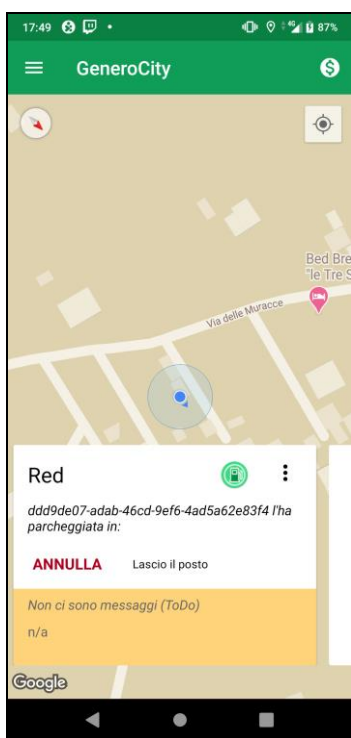 17:49
4G
87%
GeneroCity
Bed Bre
"le Tre S
Via delle Muracce
Red
ddd9de07-adab-46cd-9ef6-4ad5a62e83f4 l'ha
parcheggiata in:
ANNULLA Lascio il posto
Non ci sono messaggi (ToDo)
n/a
Google